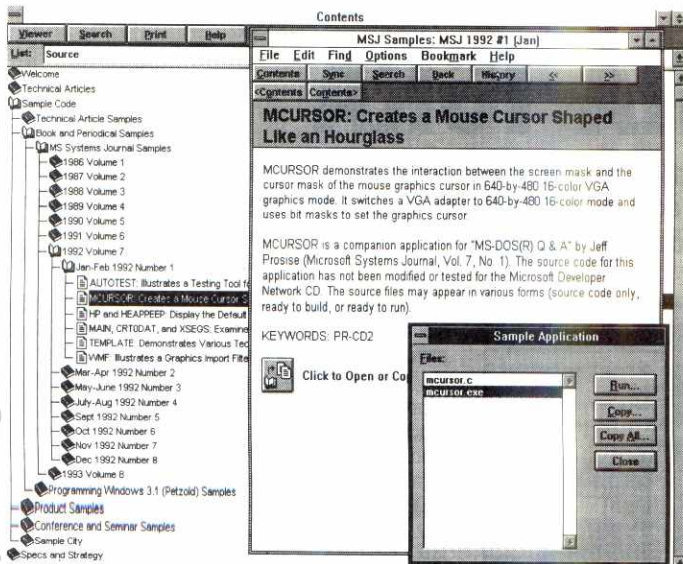 Contents
Viewer Search Print Help
List: Source
Welcome
Technical Articles
Sample Code
Technical Article Samples
Book and Periodical Samples
MS Systems Journal Samples
1986 Volume 1
1987 Volume 2
1988 Volume 3
1989 Volume 4
1990 Volume 5
1991 Volume 6
1992 Volume 7
Jan-Feb 1992 Number 1
AUTOTEST: Illustrates a Testing Tool f
MCURSOR: Creates a Mouse Cursor S
HP and HEAPPEEP: Display the Default
MAIN, CRT0DAT, and XSEGS: Examine
TEMPLATE: Demonstrates Various Tec
WMF: Illustrates a Graphics Import Filte
Mar-Apr 1992 Number 2
May-June 1992 Number 3
July-Aug 1992 Number 4
Sept 1992 Number 5
Oct 1992 Number 6
Nov 1992 Number 7
Dec 1992 Number 8
1993 Volume 8
Programming Windows 3.1 (Petzold) Samples
Product Samples
Conference and Seminar Samples
Sample City
Specs and Strategy
MSJ Samples: MSJ 1992 #1 (Jan)
File Edit Find Options Bookmark Help
Contents Sync Search Back History << >>
<Contents Contents>
MCURSOR: Creates a Mouse Cursor Shaped
Like an Hourglass
MCURSOR demonstrates the interaction between the screen mask and the
cursor mask of the mouse graphics cursor in 640-by-480 16-color VGA
graphics mode. It switches a VGA adapter to 640-by-480 16-color mode and
uses bit masks to set the graphics cursor
MCURSOR is a companion application for "MS-DOS(R) Q & A" by Jeff
Prosise (Microsoft Systems Journal, Vol. 7, No. 1). The source code for this
application has not been modified or tested for the Microsoft Developer
Network CD. The source files may appear in various forms (source code only,
ready to build, or ready to run).
KEYWORDS: PR-CD2
Click to Open or Co
Sample Application
Files:
mcursor.c
mcursor.exe
Run...
Copy...
Copy All...
Close